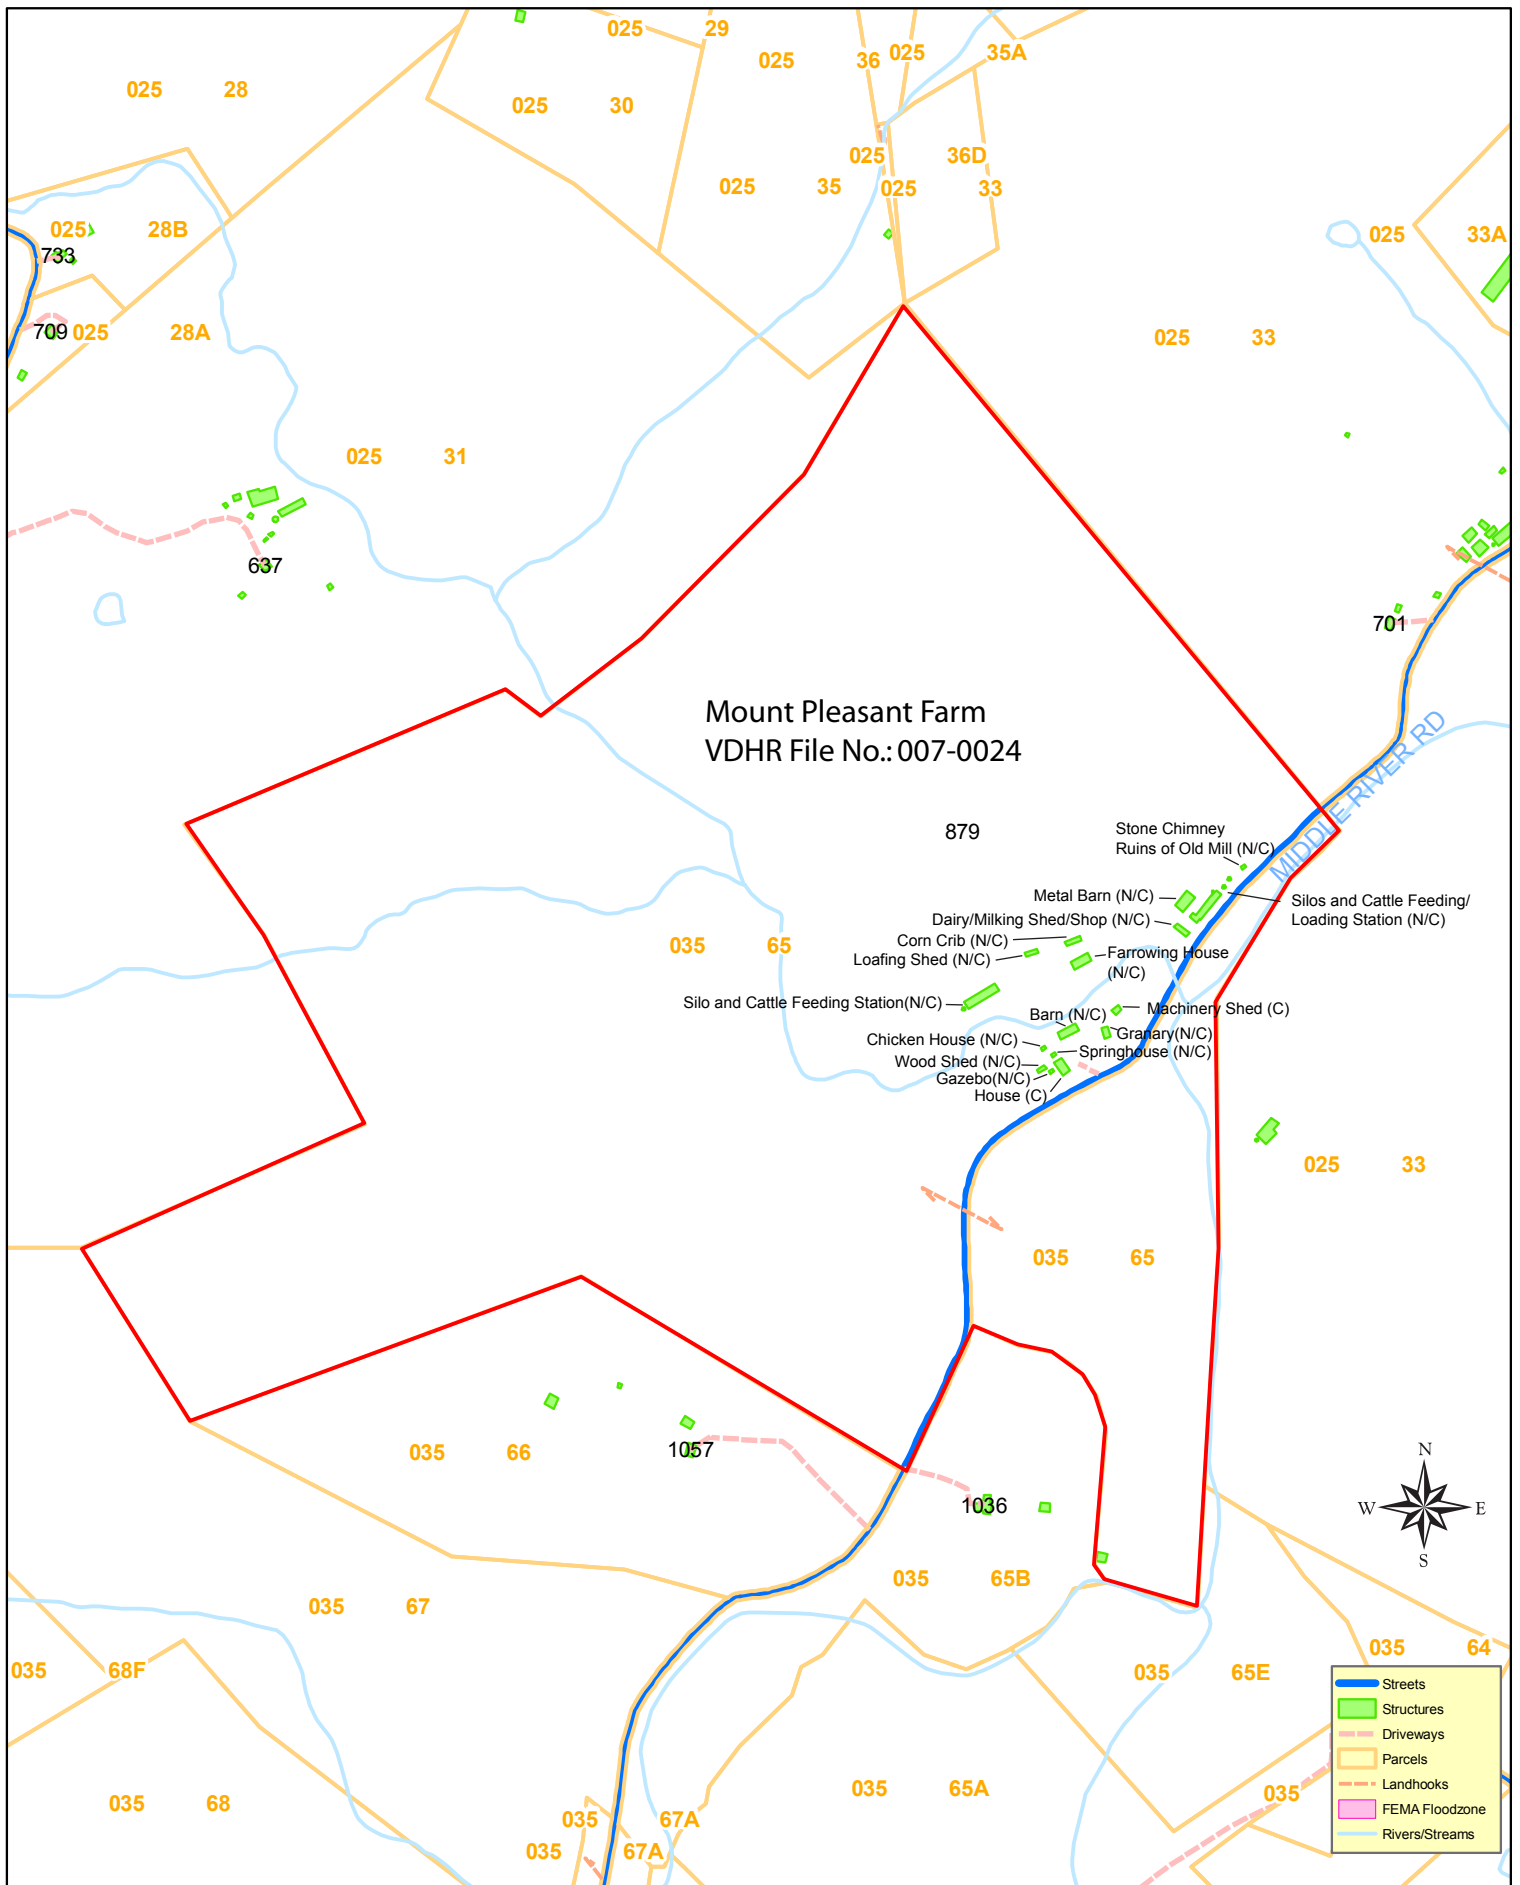 025 29
025 36 025 35A
025 28
025 30
025 36D
025 35 025 33
025 28B
025 33A
733
709 025 28A
025 33
025 31
637
701
Mount Pleasant Farm
VDHR File No.: 007-0024
MIDDLE RIVER RD
879
Stone Chimney
Ruins of Old Mill (N/C)
Metal Barn (N/C)
Silos and Cattle Feeding/
Loading Station (N/C)
Dairy/Milking Shed/Shop (N/C)
Corn Crib (N/C)
Loafing Shed (N/C)
Farrowing House
(N/C)
035 65
Silo and Cattle Feeding Station(N/C)
Machinery Shed (C)
Barn (N/C)
Granary(N/C)
Chicken House (N/C)
Springhouse (N/C)
Wood Shed (N/C)
Gazebo(N/C)
House (C)
025 33
035 65
035 66
1057
1036
N
W E
S
035 65B
035 67
035 68F
035 65E
035 64
035 68
035 65A
035
035 67A
035 67A
Streets
Structures
Driveways
Parcels
Landhooks
FEMA Floodzone
Rivers/Streams